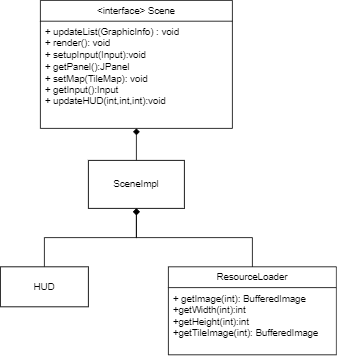 <interface> Scene
+ updateList(GraphicInfo) : void
+ render(): void
+ setupInput(Input):void
+ getPanel():JPanel
+ setMap(TileMap): void
+ getInput():Input
+ updateHUD(int,int,int):void
SceneImpl
HUD
ResourceLoader
+ getImage(int): BufferedImage
+getWidth(int):int
+getHeight(int):int
+getTileImage(int): BufferedImage